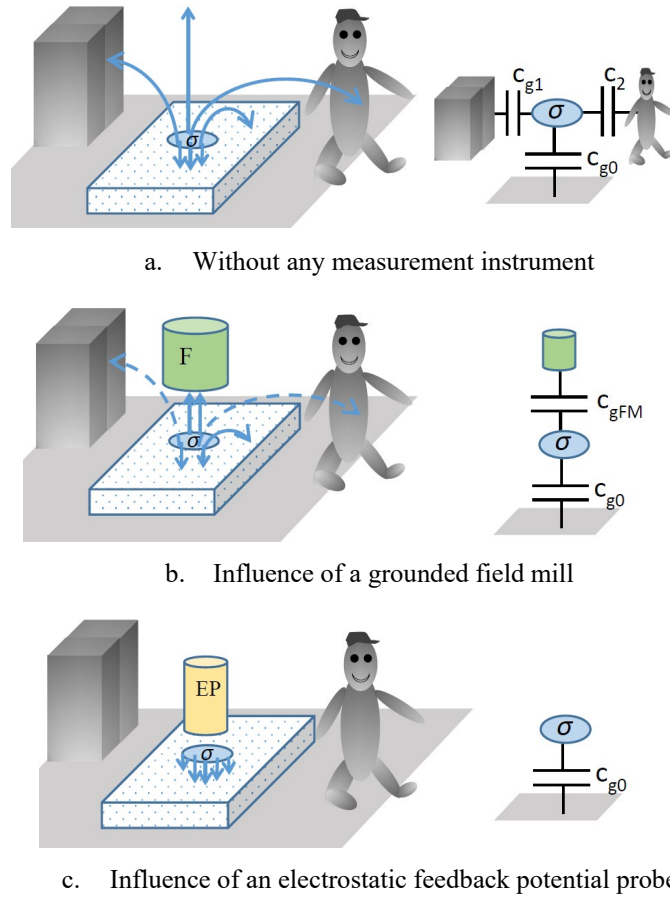 σ
C_g1
C_2
σ
C_g0
a. Without any measurement instrument
F
σ
C_gFM
σ
C_g0
b. Influence of a grounded field mill
EP
σ
σ
C_g0
c. Influence of an electrostatic feedback potential probe